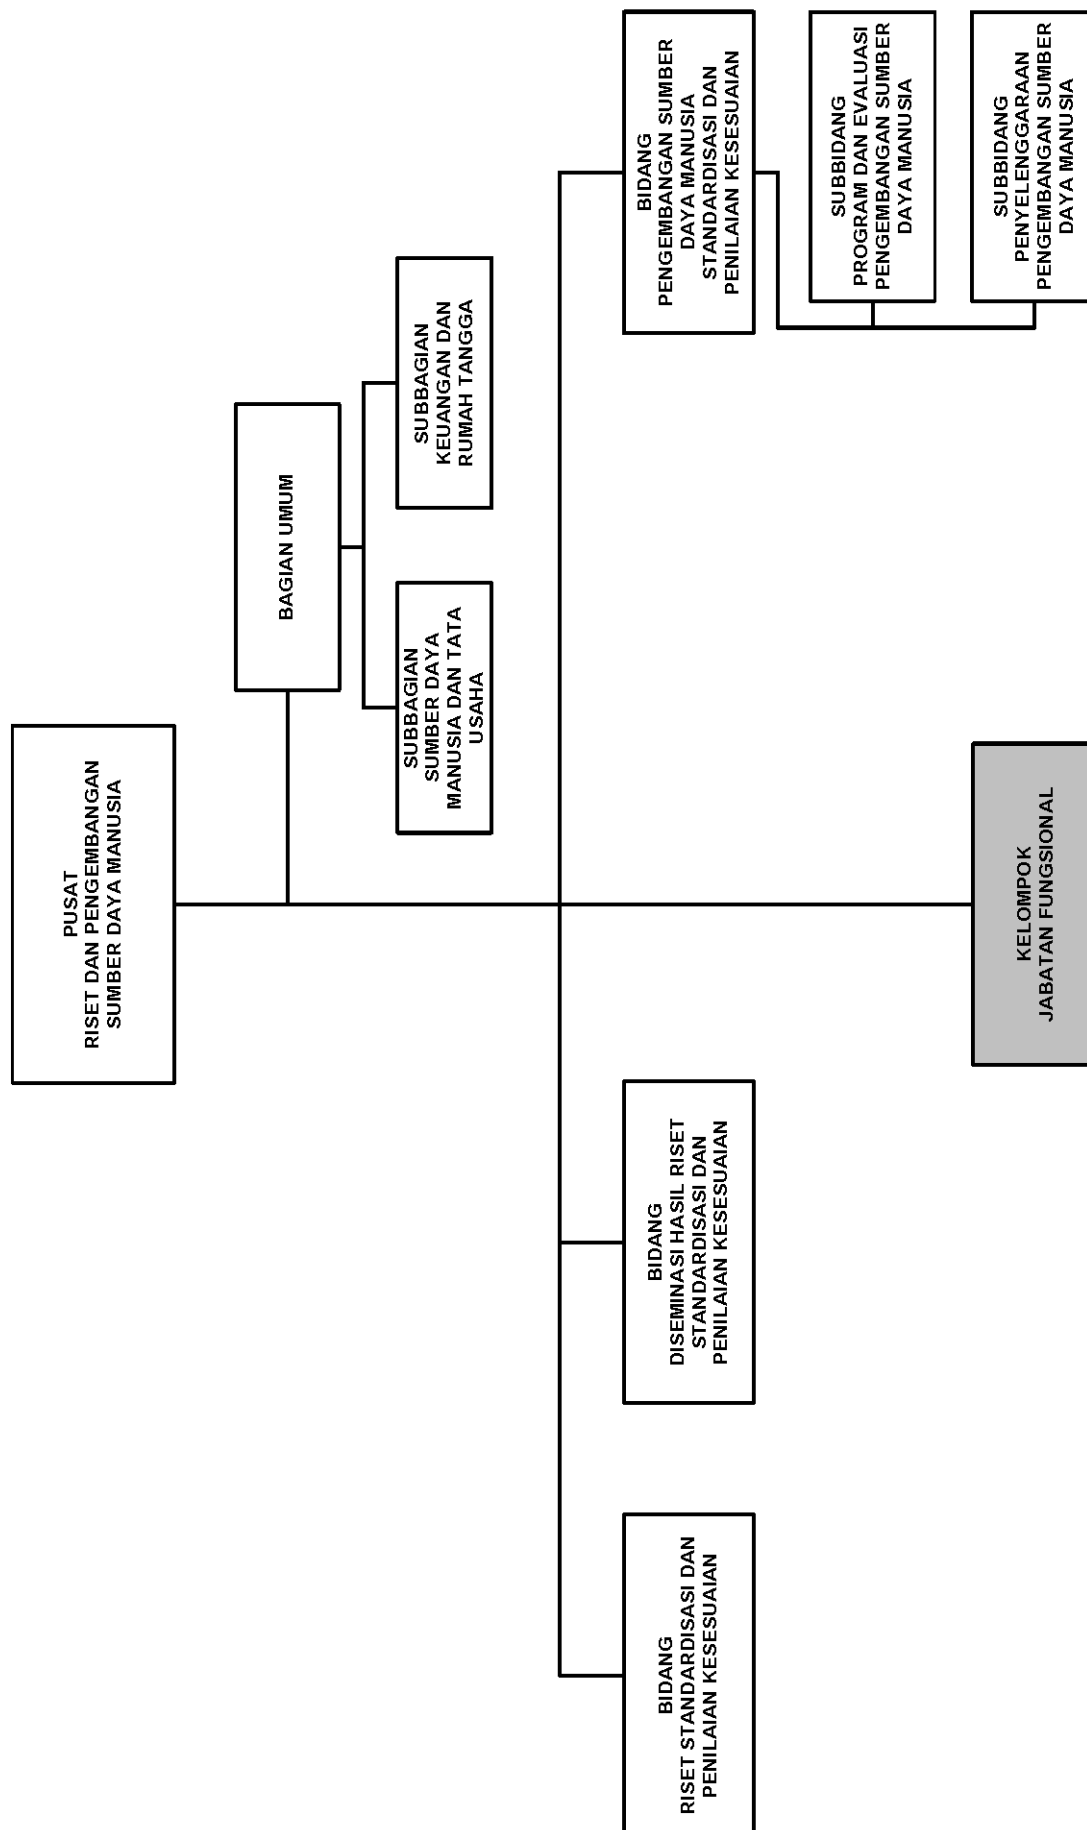 PUSAT
RISET DAN PENGEMBANGAN
SUMBER DAYA MANUSIA
BAGIAN UMUM
SUBBAGIAN
SUMBER DAYA
MANUSIA DAN TATA
USAHA
SUBBAGIAN
KEUANGAN DAN
RUMAH TANGGA
BIDANG
RISET STANDARDISASI DAN
PENILAIAN KESESUAIAN
BIDANG
DISEMINASI HASIL RISET
STANDARDISASI DAN
PENILAIAN KESESUAIAN
BIDANG
PENGEMBANGAN SUMBER
DAYA MANUSIA
STANDARDISASI DAN
PENILAIAN KESESUAIAN
SUBBIDANG
PROGRAM DAN EVALUASI
PENGEMBANGAN SUMBER
DAYA MANUSIA
SUBBIDANG
PENYELENGGARAAN
PENGEMBANGAN SUMBER
DAYA MANUSIA
KELOMPOK
JABATAN FUNGSIONAL